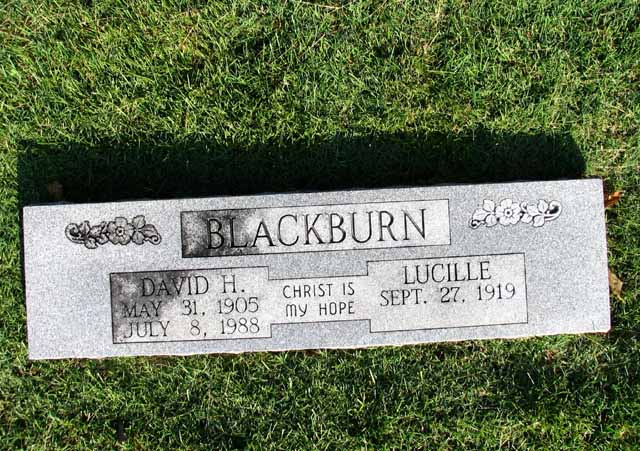 BLACKBURN
DAVID H.
MAY 31, 1905
JULY 8, 1988
CHRIST IS
MY HOPE
LUCILLE
SEPT. 27, 1919